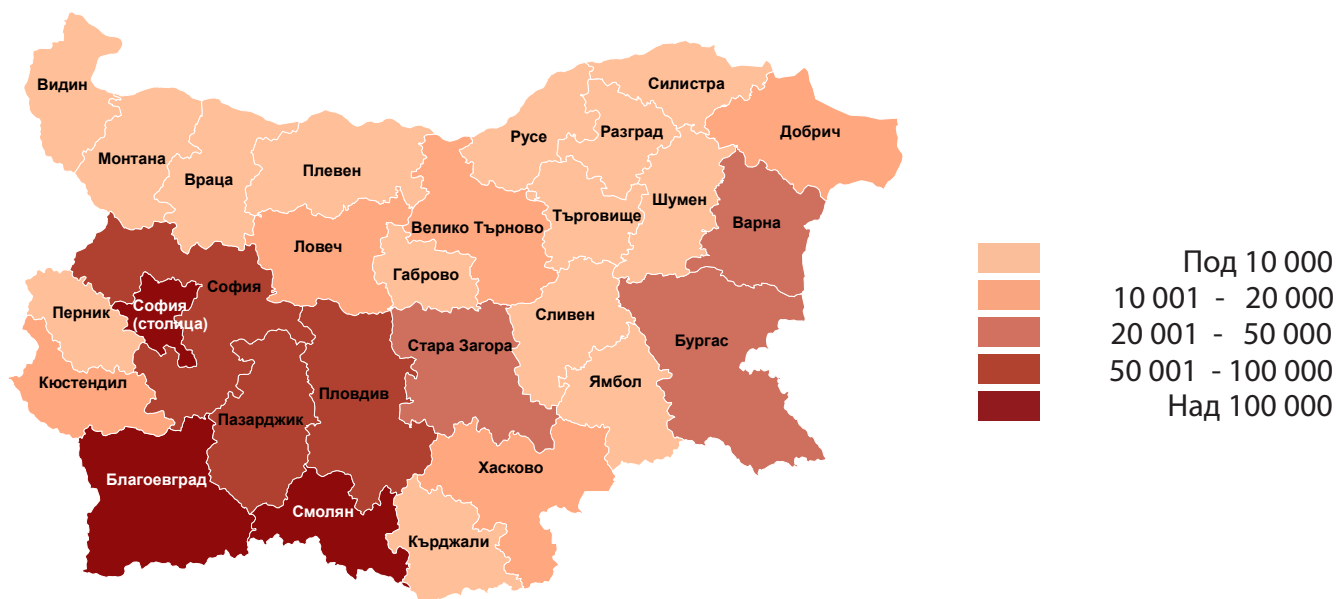 Видин
Силистра
Добрич
Русе
Разград
Монтана
Плевен
Враца
Шумен
Търговище
Варна
Велико Търново
Ловеч
Габрово
София
София
(столица)
Перник
Сливен
Бургас
Стара Загора
Кюстендил
Ямбол
Пловдив
Пазарджик
Хасково
Благоевград
Смолян
Кърджали
Под 10 000
10 001 - 20 000
20 001 - 50 000
50 001 - 100 000
Над 100 000